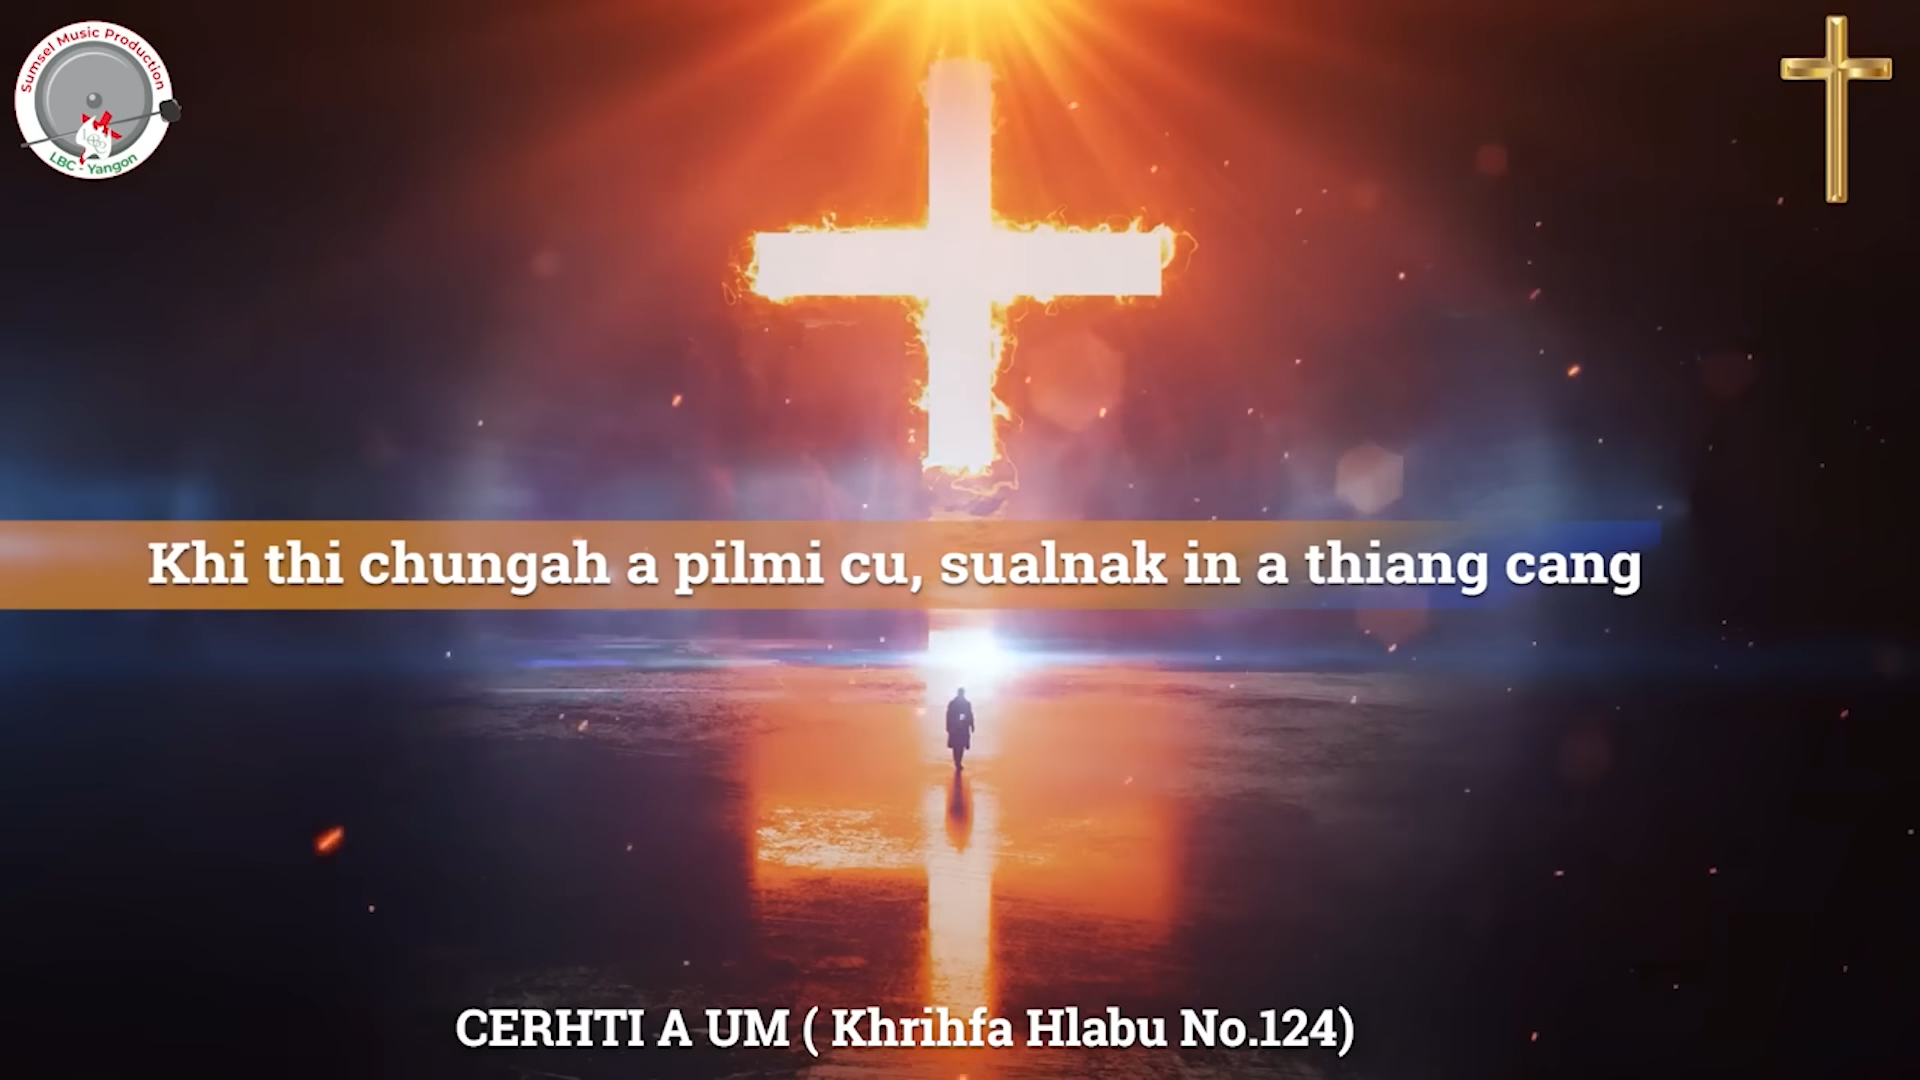 Sumsel Music Production
LBC - Yangon
Khi thi chungah a pilmi cu, sualnak in a thiang cang
CERHTI A UM ( Khrihfa Hlabu No.124)